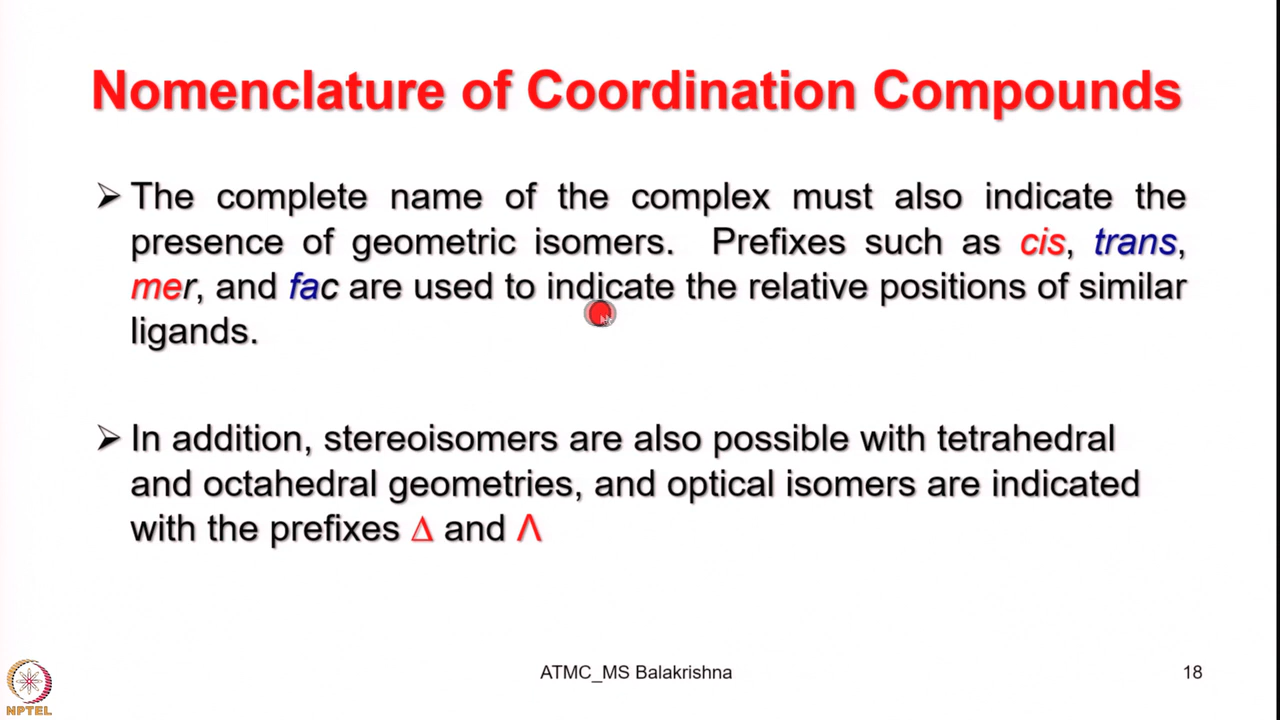 Nomenclature of Coordination Compounds
➢ The complete name of the complex must also indicate the
presence of geometric isomers. Prefixes such as cis, trans,
mer, and fac are used to indicate the relative positions of similar
ligands.
➢ In addition, stereoisomers are also possible with tetrahedral
and octahedral geometries, and optical isomers are indicated
with the prefixes Δ and Λ
NPTEL
ATMC_MS Balakrishna
18